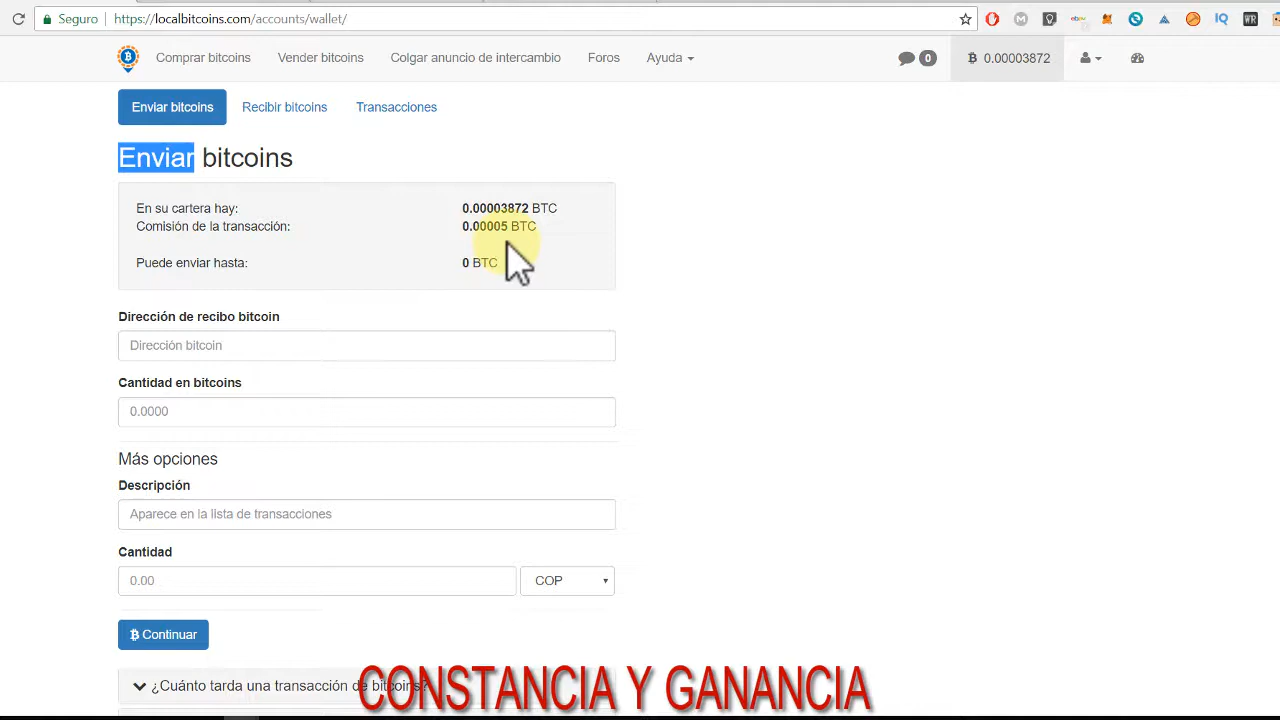 Seguro
https://localbitcoins.com/accounts/wallet/
Comprar bitcoins
Vender bitcoins
Colgar anuncio de intercambio
Foros
Ayuda
0
0.00003872
Enviar bitcoins
Recibir bitcoins
Transacciones
Enviar bitcoins
En su cartera hay: 0.00003872 BTC
Comisión de la transacción: 0.00005 BTC
Puede enviar hasta: 0 BTC
Dirección de recibo bitcoin
Dirección bitcoin
Cantidad en bitcoins
0.0000
Más opciones
Descripción
Aparece en la lista de transacciones
Cantidad
0.00
COP
Continuar
¿Cuánto tarda una transacción de bitcoins?
CONSTANCIA Y GANANCIA